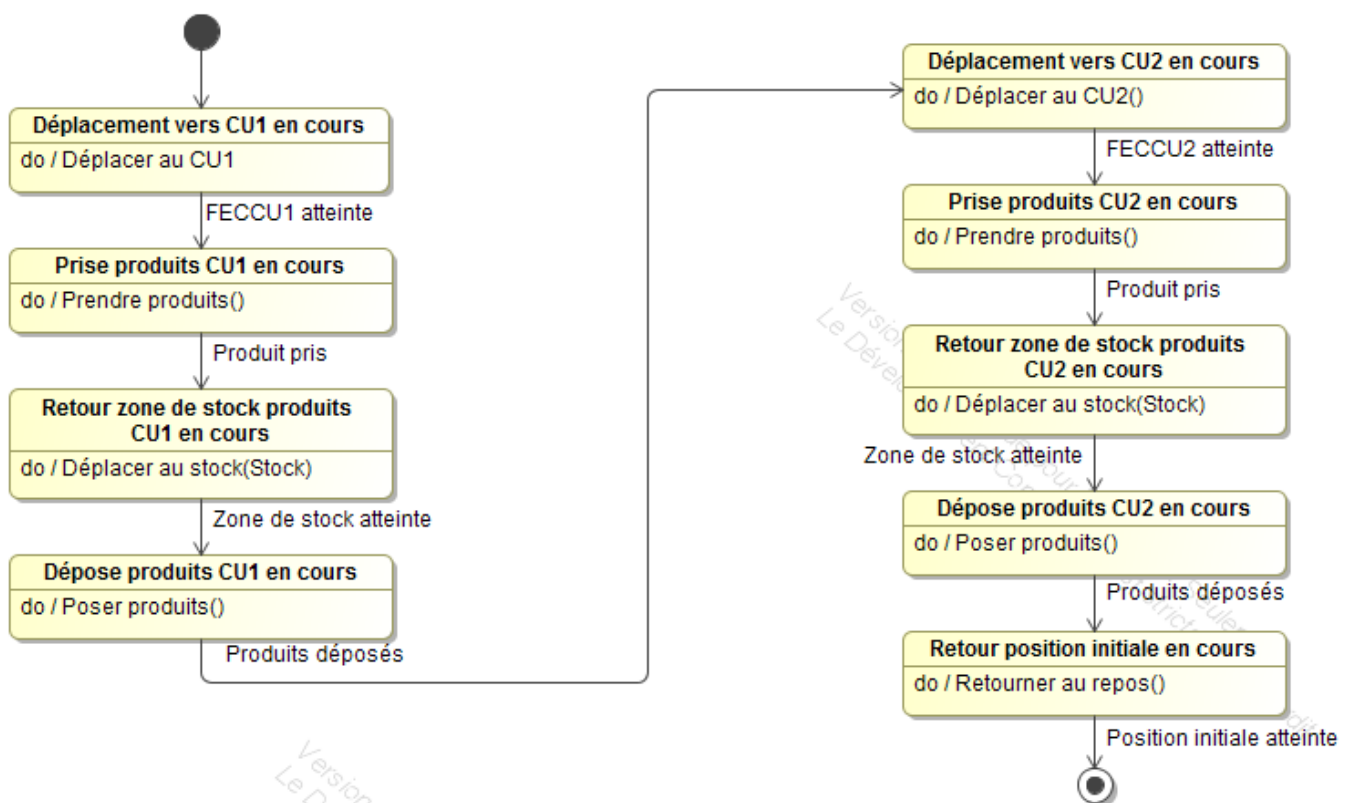 Déplacement vers CU1 en cours
do / Déplacer au CU1
FECCU1 atteinte
Prise produits CU1 en cours
do / Prendre produits()
Produit pris
Retour zone de stock produits
CU1 en cours
do / Déplacer au stock(Stock)
Zone de stock atteinte
Dépose produits CU1 en cours
do / Poser produits()
Produits déposés
Déplacement vers CU2 en cours
do / Déplacer au CU2()
FECCU2 atteinte
Prise produits CU2 en cours
do / Prendre produits()
Produit pris
Retour zone de stock produits
CU2 en cours
do / Déplacer au stock(Stock)
Zone de stock atteinte
Dépose produits CU2 en cours
do / Poser produits()
Produits déposés
Retour position initiale en cours
do / Retourner au repos()
Position initiale atteinte
Version
Version